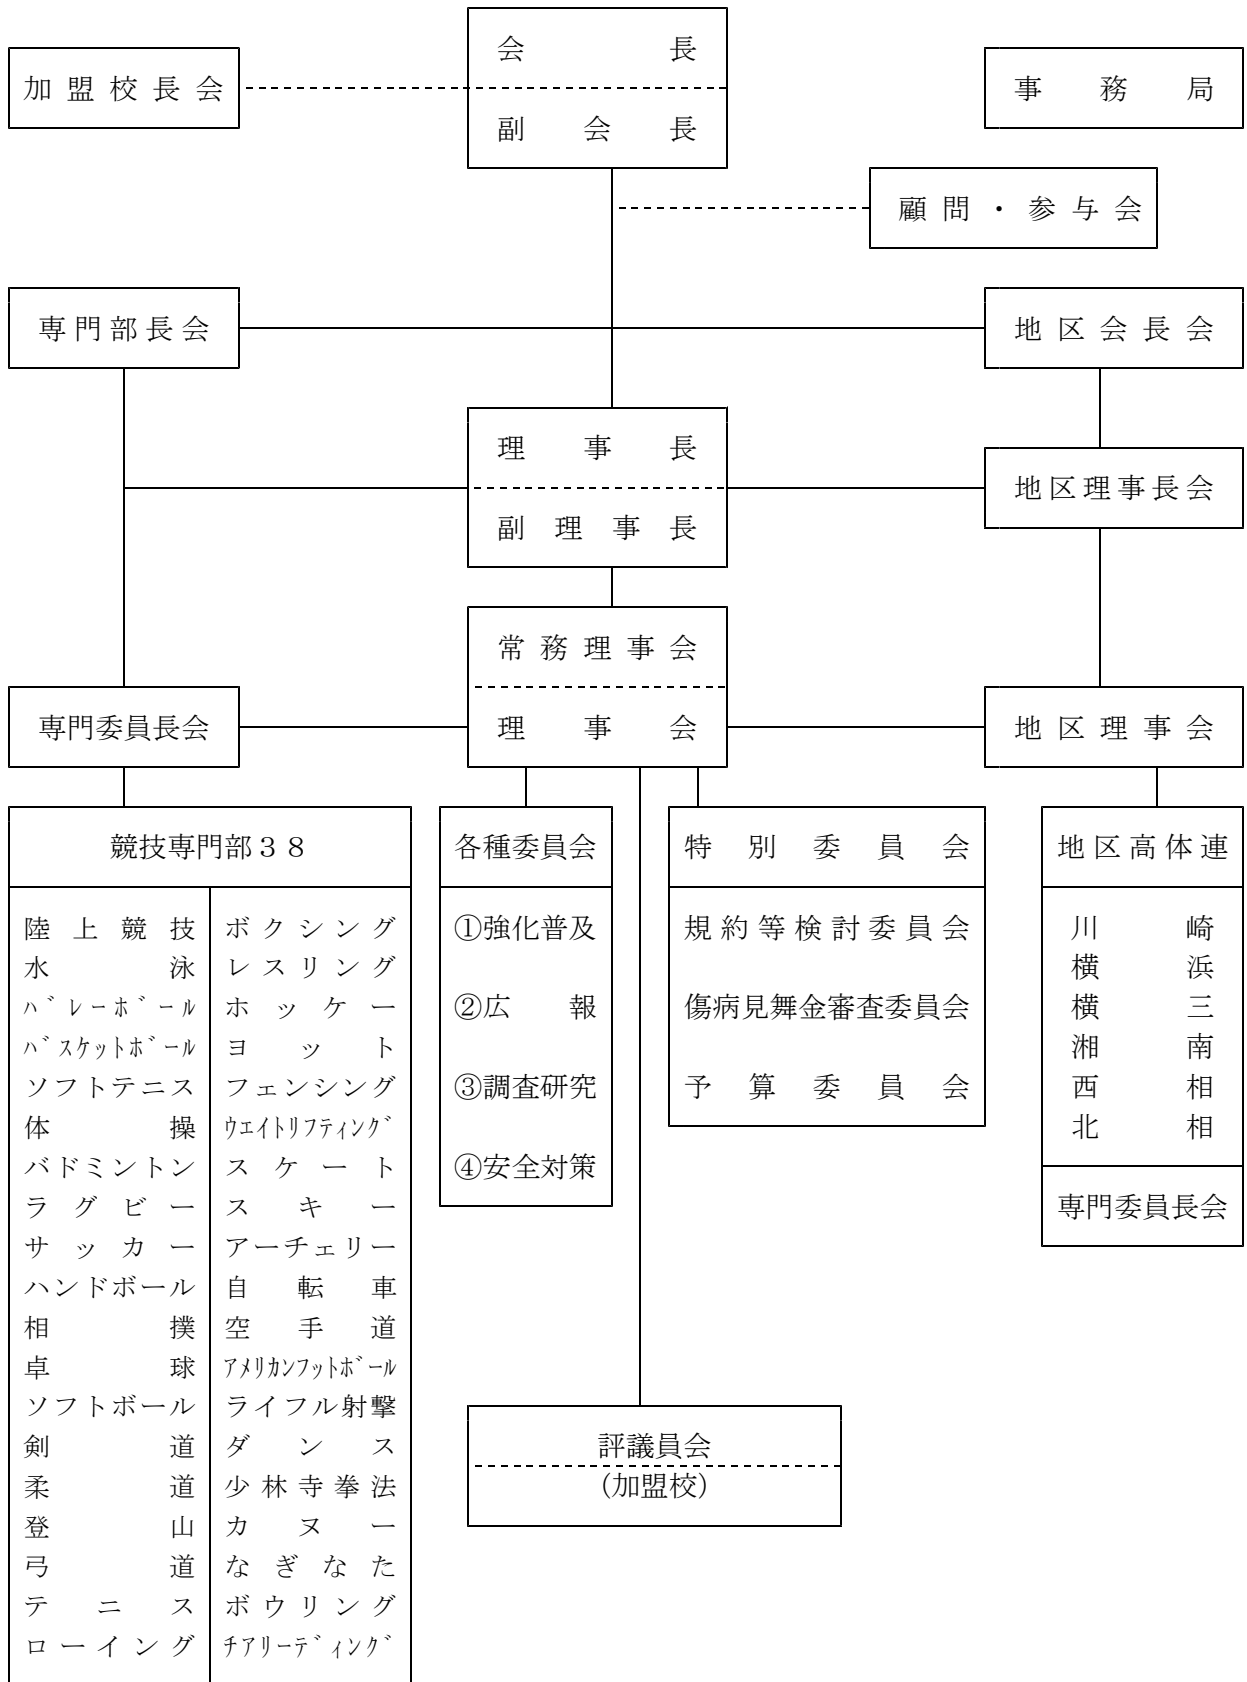 会長
加盟校長会
事務局
副会長
顧問・参与会
専門部長会
地区会長会
理事長
地区理事長会
副理事長
常務理事会
専門委員長会
理事会
地区理事会
競技専門部３８
陸上競技
水泳
ﾊﾞﾚｰﾎﾞｰﾙ
ﾊﾞｽｹｯﾄﾎﾞｰﾙ
ソフトテニス
体操
バドミントン
ラグビー
サッカー
ハンドボール
相撲
卓球
ソフトボール
剣道
柔道
登山
弓道
テニス
ローイング
ボクシング
レスリング
ホッケー
ヨット
フェンシング
ｳｴｲﾄﾘﾌﾃｨﾝｸﾞ
スケート
スキー
アーチェリー
自転車
空手道
ｱﾒﾘｶﾝﾌｯﾄﾎﾞｰﾙ
ライフル射撃
ダンス
少林寺拳法
カヌー
なぎなた
ボウリング
ﾁｱﾘｰﾃﾞｨﾝｸﾞ
各種委員会
①強化普及
②広報
③調査研究
④安全対策
特別委員会
規約等検討委員会
傷病見舞金審査委員会
予算委員会
地区高体連
川崎
横浜
横三
湘南
西相
北相
専門委員長会
評議員会
（加盟校）